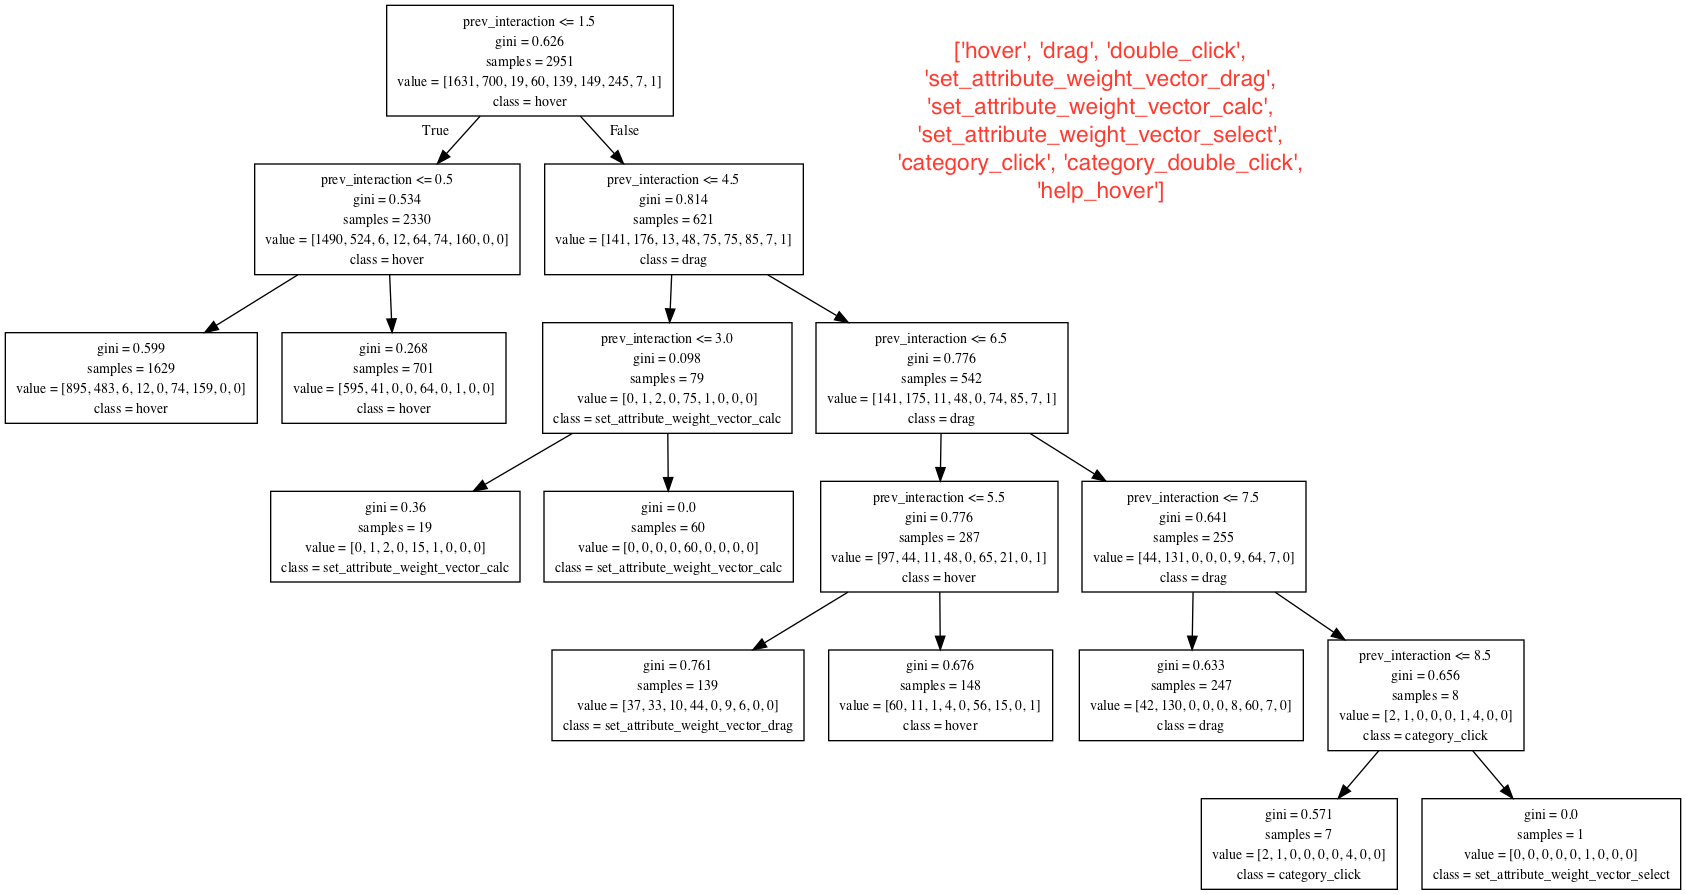 prev_interaction <= 1.5
gini = 0.626
samples = 2951
value = [1631, 700, 19, 60, 139, 149, 245, 7, 1]
class = hover
['hover', 'drag', 'double_click',
'set_attribute_weight_vector_drag',
'set_attribute_weight_vector_calc',
'set_attribute_weight_vector_select',
'category_click', 'category_double_click',
'help_hover']
True
False
prev_interaction <= 0.5
gini = 0.534
samples = 2330
value = [1490, 524, 6, 12, 64, 74, 160, 0, 0]
class = hover
prev_interaction <= 4.5
gini = 0.814
samples = 621
value = [141, 176, 13, 48, 75, 75, 85, 7, 1]
class = drag
gini = 0.599
samples = 1629
value = [895, 483, 6, 12, 0, 74, 159, 0, 0]
class = hover
gini = 0.268
samples = 701
value = [595, 41, 0, 0, 64, 0, 1, 0, 0]
class = hover
prev_interaction <= 3.0
gini = 0.098
samples = 79
value = [0, 1, 2, 0, 75, 1, 0, 0, 0]
class = set_attribute_weight_vector_calc
prev_interaction <= 6.5
gini = 0.776
samples = 542
value = [141, 175, 11, 48, 0, 74, 85, 7, 1]
class = drag
gini = 0.36
samples = 19
value = [0, 1, 2, 0, 15, 1, 0, 0, 0]
class = set_attribute_weight_vector_calc
gini = 0.0
samples = 60
value = [0, 0, 0, 0, 60, 0, 0, 0, 0]
class = set_attribute_weight_vector_calc
prev_interaction <= 5.5
gini = 0.776
samples = 287
value = [97, 44, 11, 48, 0, 65, 21, 0, 1]
class = hover
prev_interaction <= 7.5
gini = 0.641
samples = 255
value = [44, 131, 0, 0, 0, 9, 64, 7, 0]
class = drag
gini = 0.761
samples = 139
value = [37, 33, 10, 44, 0, 9, 6, 0, 0]
class = set_attribute_weight_vector_drag
gini = 0.676
samples = 148
value = [60, 11, 1, 4, 0, 56, 15, 0, 1]
class = hover
gini = 0.633
samples = 247
value = [42, 130, 0, 0, 0, 8, 60, 7, 0]
class = drag
prev_interaction <= 8.5
gini = 0.656
samples = 8
value = [2, 1, 0, 0, 0, 1, 4, 0, 0]
class = category_click
gini = 0.571
samples = 7
value = [2, 1, 0, 0, 0, 0, 4, 0, 0]
class = category_click
gini = 0.0
samples = 1
value = [0, 0, 0, 0, 0, 1, 0, 0, 0]
class = set_attribute_weight_vector_select